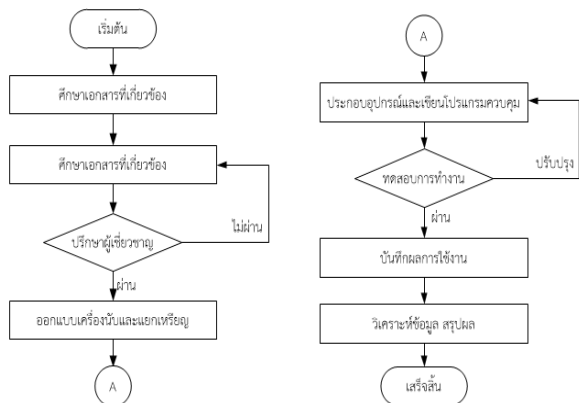 เริ่มต้น
ศึกษาเอกสารที่เกี่ยวข้อง
ศึกษาเอกสารที่เกี่ยวข้อง
ไม่ผ่าน
ปรึกษาผู้เชี่ยวชาญ
ผ่าน
ออกแบบเครื่องนับและแยกเหรียญ
A
A
ประกอบอุปกรณ์และเขียนโปรแกรมควบคุม
ปรับปรุง
ทดสอบการทำงาน
ผ่าน
บันทึกผลการใช้งาน
วิเคราะห์ข้อมูล สรุปผล
เสร็จสิ้น